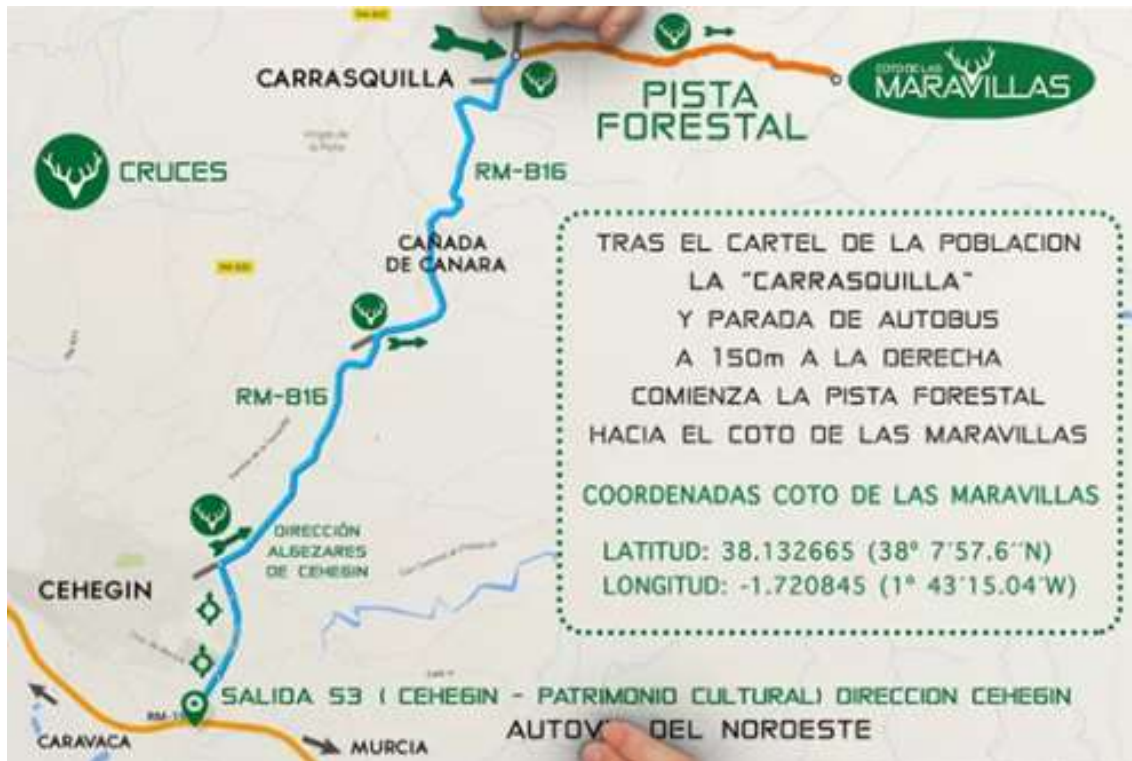 COTO DE LAS
MARAVILLAS
CARRASQUILLA
PISTA
FORESTAL
CRUCES
RM-B16
CAÑADA
DE CANARA
TRAS EL CARTEL DE LA POBLACION
LA "CARRASQUILLA"
Y PARADA DE AUTOBUS
A 150m A LA DERECHA
COMIENZA LA PISTA FORESTAL
HACIA EL COTO DE LAS MARAVILLAS
RM-B16
COORDENADAS COTO DE LAS MARAVILLAS
LATITUD: 38.132665 (38º 7´57.6´´N)
LONGITUD: -1.720845 (1º 43´15.04´W)
DIRECCIÓN
ALGEZARES
DE CEHEGIN
CEHEGIN
SALIDA 53 ( CEHEGIN - PATRIMONIO CULTURAL) DIRECCION CEHEGIN
DEL NOROESTE
CARAVACA
MURCIA